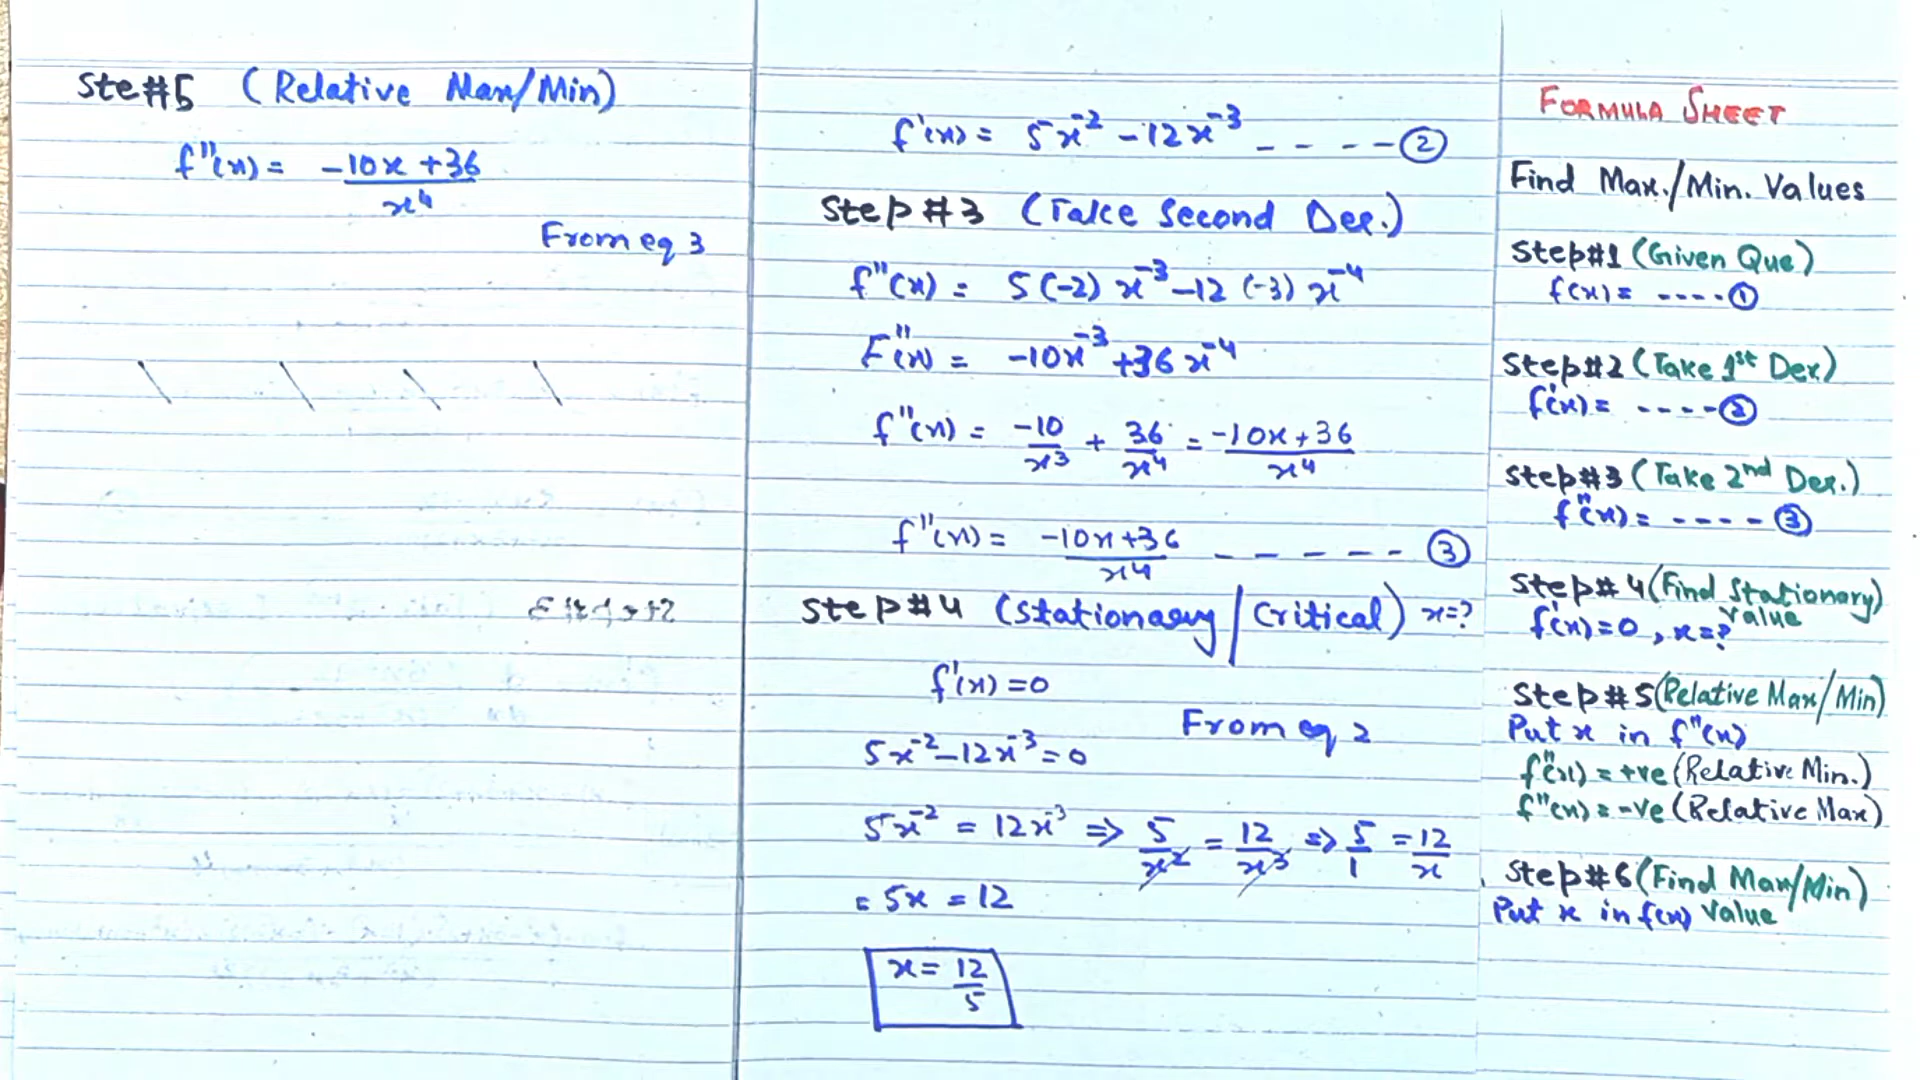 Ste#5 (Relative Max/Min)
f''(x) = -10x +36 / x⁴
From eq 3
f'(x) = 5x⁻² - 12x⁻³ - - - - ②
Step#3 (Take Second Der.)
f''(x) = 5(-2) x⁻³ -12 (-3) x⁻⁴
F''(x) = -10x⁻³ +36 x⁻⁴
f''(x) = -10/x³ + 36/x⁴ = -10x+36 / x⁴
f''(x) = -10x+36 / x⁴ - - - - - ③
Step#4 (Stationary/Critical) x=?
f'(x) =0
From eq 2
5x⁻²-12x⁻³=0
5x⁻² = 12x⁻³ => 5/x² = 12/x³ => 5/1 = 12/x
= 5x = 12
x= 12/5
FORMULA SHEET
Find Max./Min. Values
Step#1 (Given Que)
f(x)= ----①
Step#2 (Take 1st Der)
f'(x)= ----②
Step#3 (Take 2nd Der.)
f''(x)= ----③
Step#4 (Find Stationary)
Value
f'(x)=0, x=?
Step#5 (Relative Max/Min)
Put x in f''(x)
f''(x) = +ve (Relative Min.)
f''(x) = -ve (Relative Max)
Step#6 (Find Max/Min)
Put x in f(x) Value